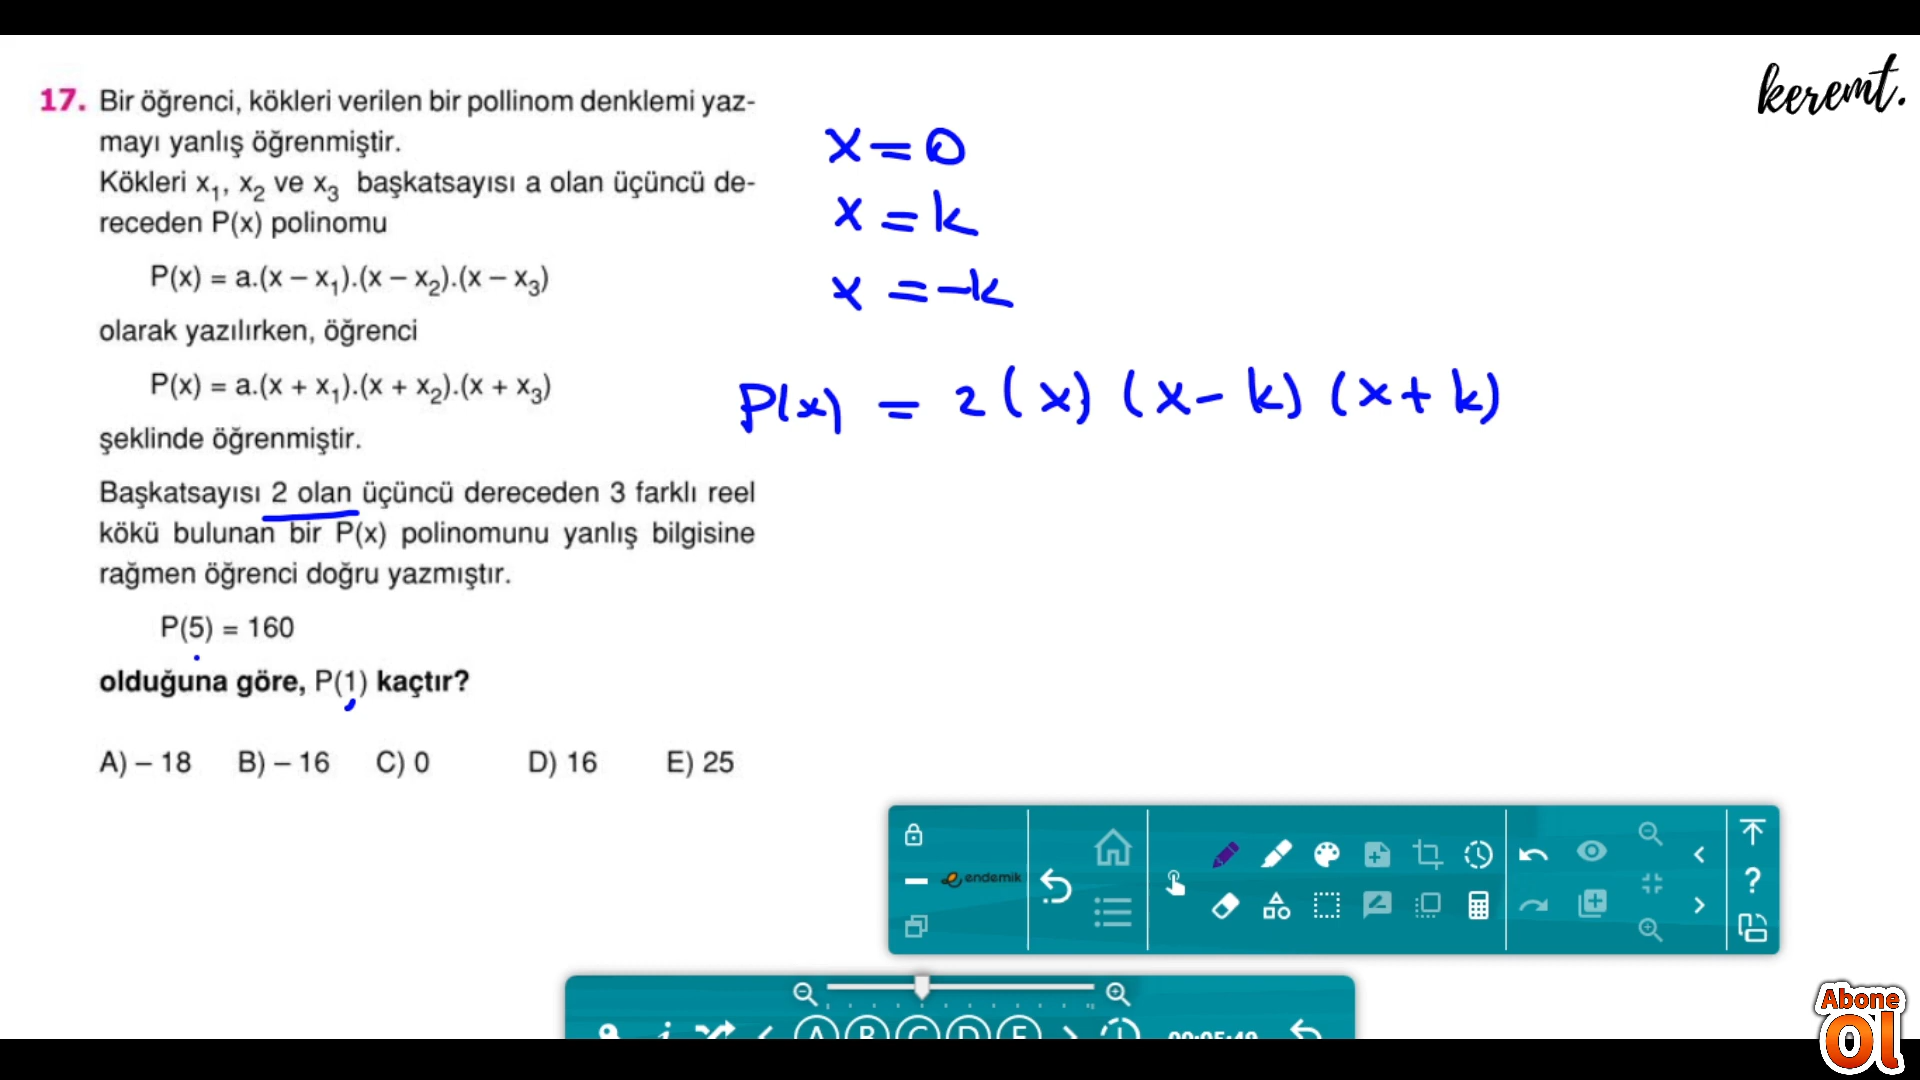 keremt.
17. Bir öğrenci, kökleri verilen bir pollinom denklemi yaz-
mayı yanlış öğrenmiştir.
Kökleri x₁, x₂ ve x₃ başkatsayısı a olan üçüncü de-
receden P(x) polinomu
P(x) = a.(x – x₁).(x – x₂).(x – x₃)
olarak yazılırken, öğrenci
P(x) = a.(x + x₁).(x + x₂).(x + x₃)
şeklinde öğrenmiştir.
Başkatsayısı 2 olan üçüncü dereceden 3 farklı reel
kökü bulunan bir P(x) polinomunu yanlış bilgisine
rağmen öğrenci doğru yazmıştır.
P(5) = 160
olduğuna göre, P(1) kaçtır?
A) – 18 B) – 16 C) 0 D) 16 E) 25
x = 0
x = k
x = -k
P(x) = 2(x) (x - k) (x + k)
endemik
A B C D E
Abone
Ol